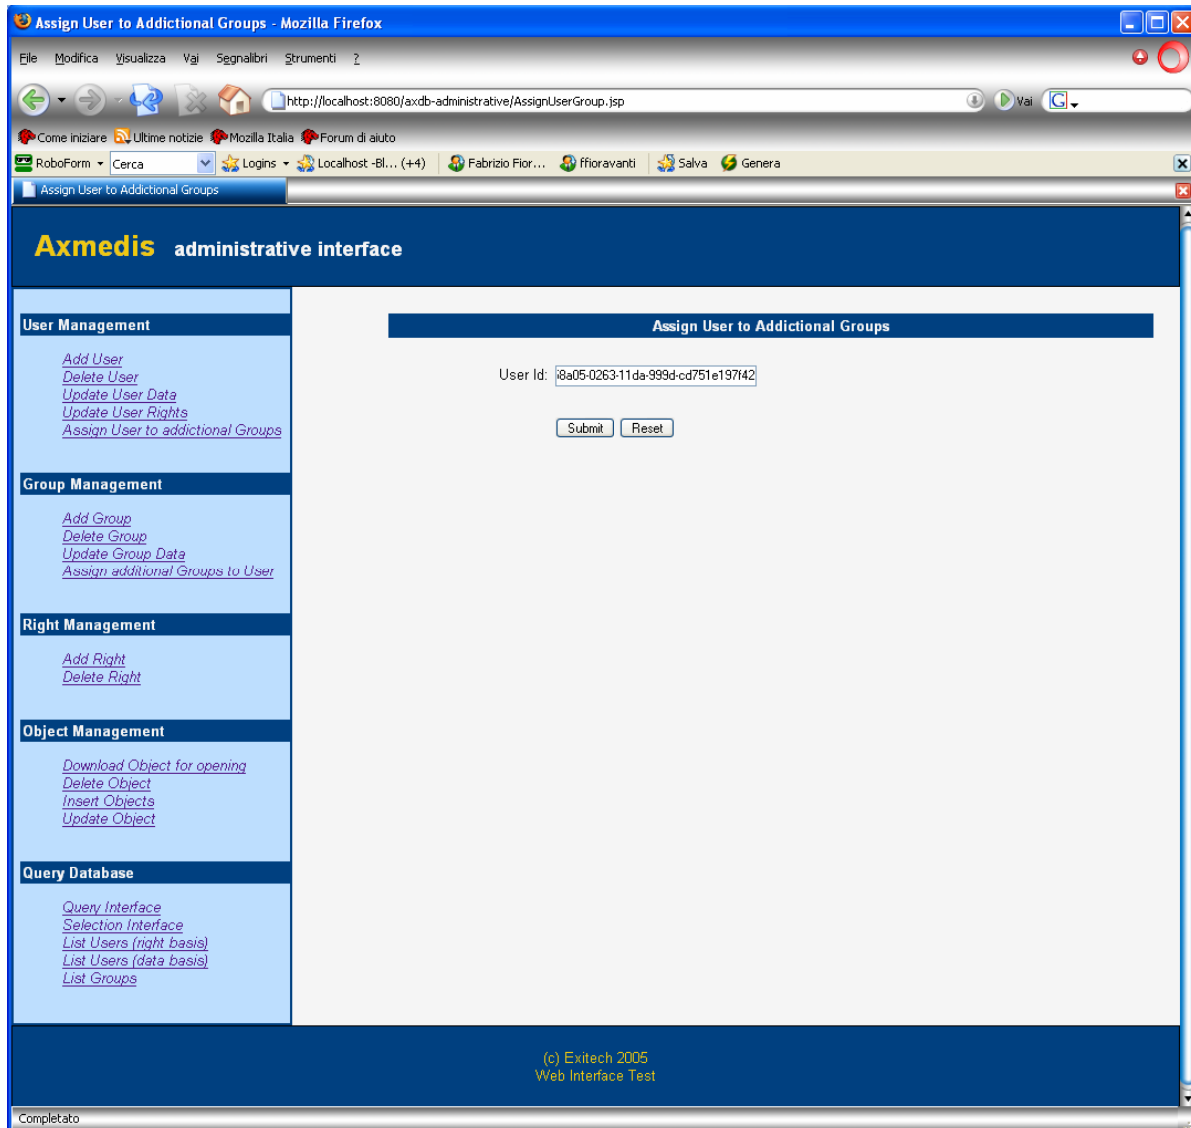 Assign User to Addictional Groups - Mozilla Firefox
File Modifica Visualizza Vai Segnalibri Strumenti ?
http://localhost:8080/axdb-administrative/AssignUserGroup.jsp Vai G
Come iniziare Ultime notizie Mozilla Italia Forum di aiuto
RoboForm Cerca Logins Localhost -Bl... (+4) Fabrizio Fior... ffioravanti Salva Genera
Assign User to Addictional Groups
Axmedis administrative interface
User Management
Add User
Delete User
Update User Data
Update User Rights
Assign User to addictional Groups
Group Management
Add Group
Delete Group
Update Group Data
Assign additional Groups to User
Right Management
Add Right
Delete Right
Object Management
Download Object for opening
Delete Object
Insert Objects
Update Object
Query Database
Query Interface
Selection Interface
List Users (right basis)
List Users (data basis)
List Groups
Assign User to Addictional Groups
User Id: 8a05-0263-11da-999d-cd751e197f42
Submit Reset
(c) Exitech 2005
Web Interface Test
Completato